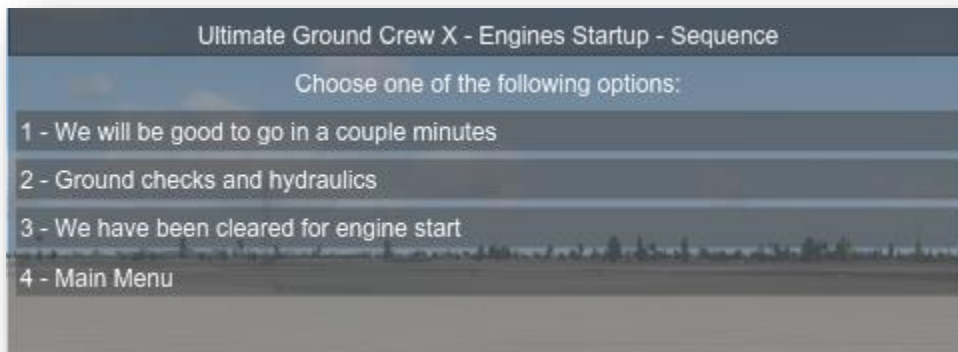 Ultimate Ground Crew X - Engines Startup - Sequence
Choose one of the following options:
1 - We will be good to go in a couple minutes
2 - Ground checks and hydraulics
3 - We have been cleared for engine start
4 - Main Menu